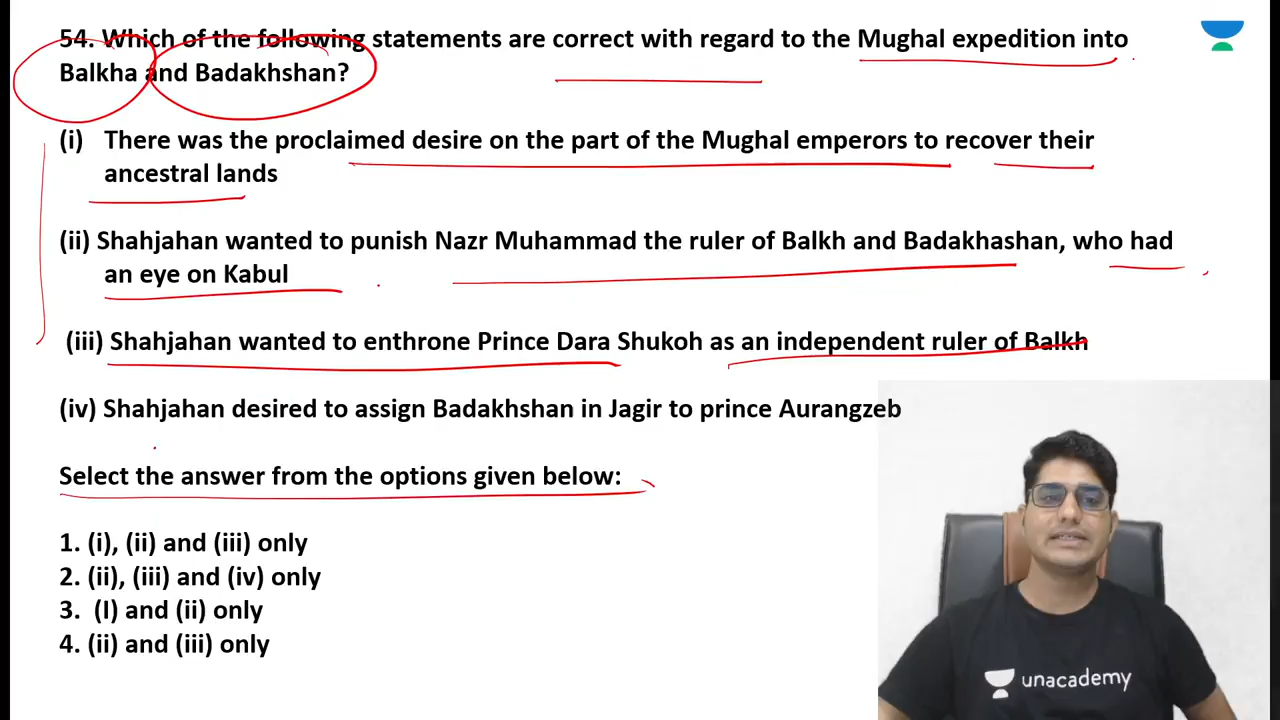 54. Which of the following statements are correct with regard to the Mughal expedition into
Balkha and Badakhshan?
(i) There was the proclaimed desire on the part of the Mughal emperors to recover their
ancestral lands
(ii) Shahjahan wanted to punish Nazr Muhammad the ruler of Balkh and Badakhashan, who had
an eye on Kabul
(iii) Shahjahan wanted to enthrone Prince Dara Shukoh as an independent ruler of Balkh
(iv) Shahjahan desired to assign Badakhshan in Jagir to prince Aurangzeb
Select the answer from the options given below:
1. (i), (ii) and (iii) only
2. (ii), (iii) and (iv) only
3. (I) and (ii) only
4. (ii) and (iii) only
unacademy